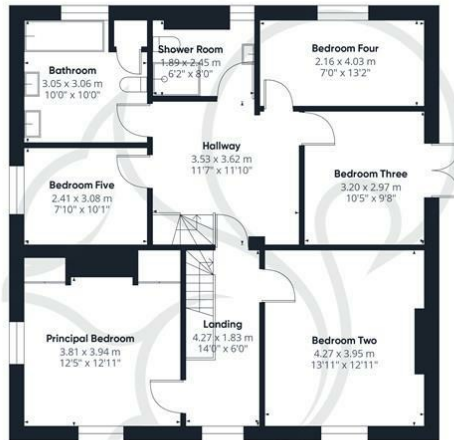 Bathroom
3.05 x 3.06 m
10'0" x 10'0"
Shower Room
1.89 x 2.45 m
6'2" x 8'0"
Bedroom Four
2.16 x 4.03 m
7'0" x 13'2"
Hallway
3.53 x 3.62 m
11'7" x 11'10"
Bedroom Five
2.41 x 3.08 m
7'10" x 10'1"
Bedroom Three
3.20 x 2.97 m
10'5" x 9'8"
Principal Bedroom
3.81 x 3.94 m
12'5" x 12'11"
Landing
4.27 x 1.83 m
14'0" x 6'0"
Bedroom Two
4.27 x 3.95 m
13'11" x 12'11"